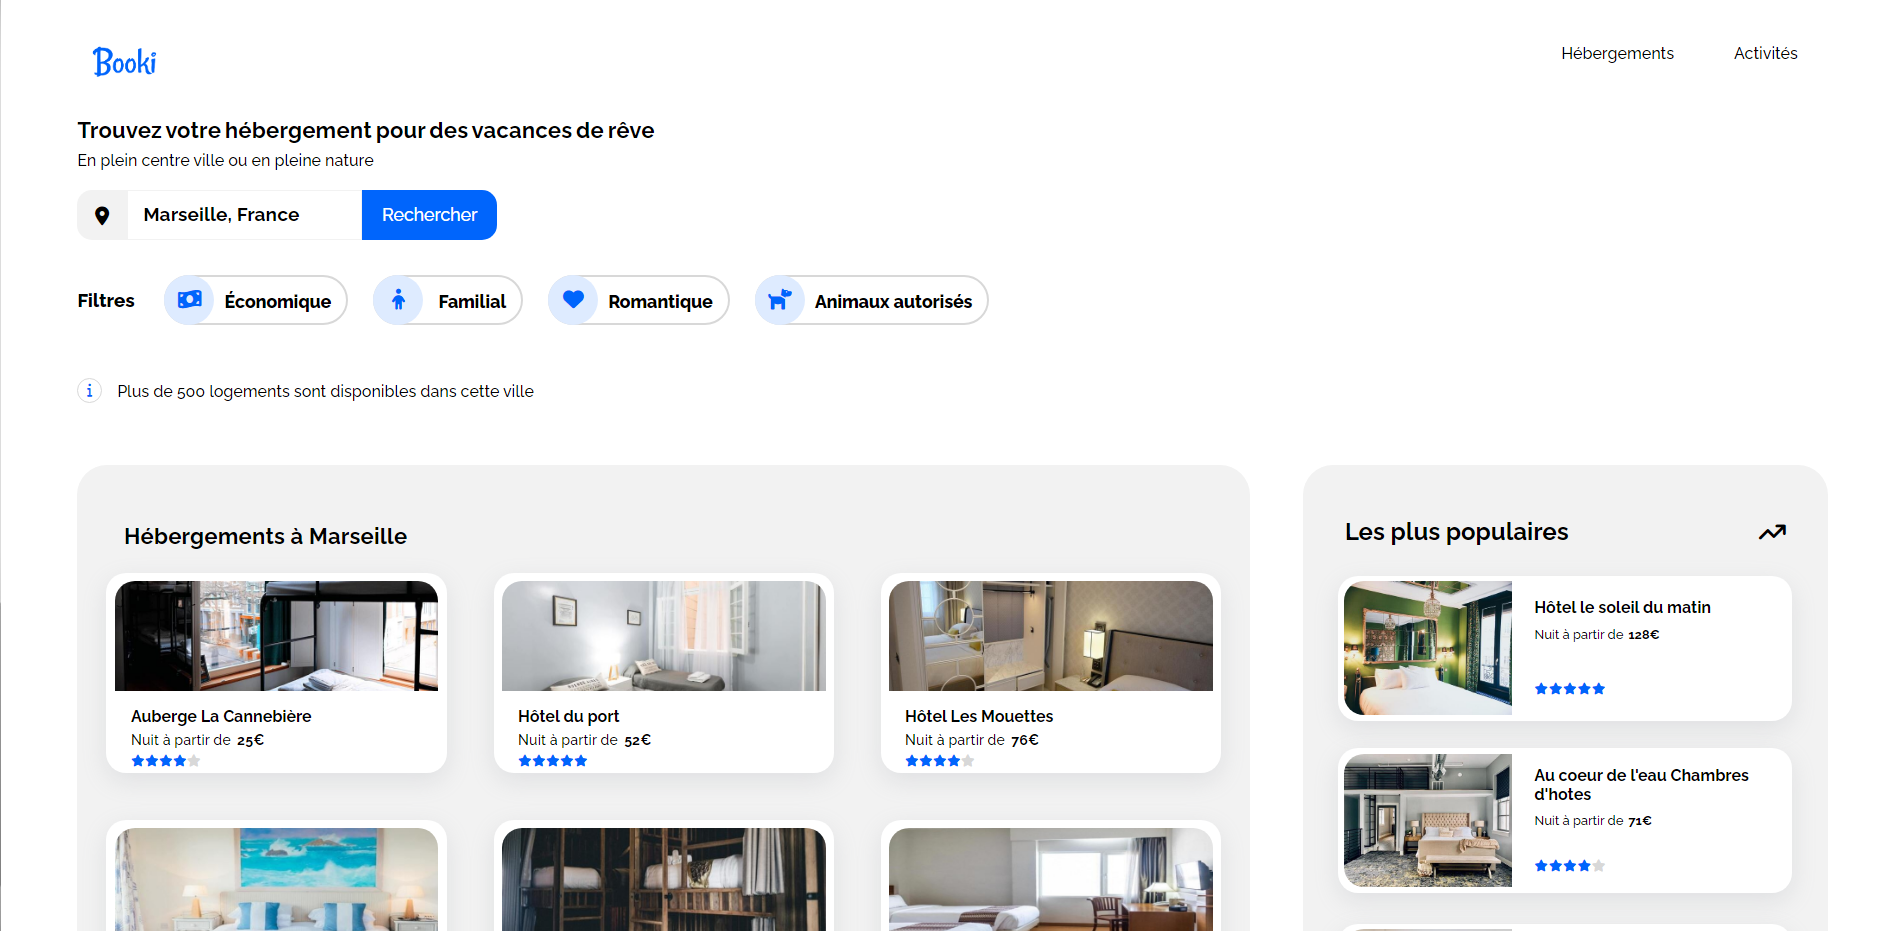 Booki
Hébergements
Activités
Trouvez votre hébergement pour des vacances de rêve
En plein centre ville ou en pleine nature
Marseille, France
Rechercher
Filtres
Économique
Familial
Romantique
Animaux autorisés
i
Plus de 500 logements sont disponibles dans cette ville
Hébergements à Marseille
Auberge La Cannebière
Nuit à partir de 25€
Hôtel du port
Nuit à partir de 52€
Hôtel Les Mouettes
Nuit à partir de 76€
Les plus populaires
Hôtel le soleil du matin
Nuit à partir de 128€
Au coeur de l'eau Chambres
d'hotes
Nuit à partir de 71€